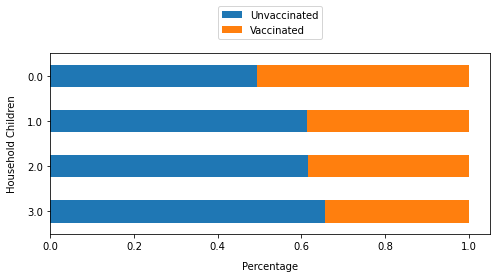 Unvaccinated
Vaccinated
Household Children
0.0
1.0
2.0
3.0
0.0 0.2 0.4 0.6 0.8 1.0
Percentage